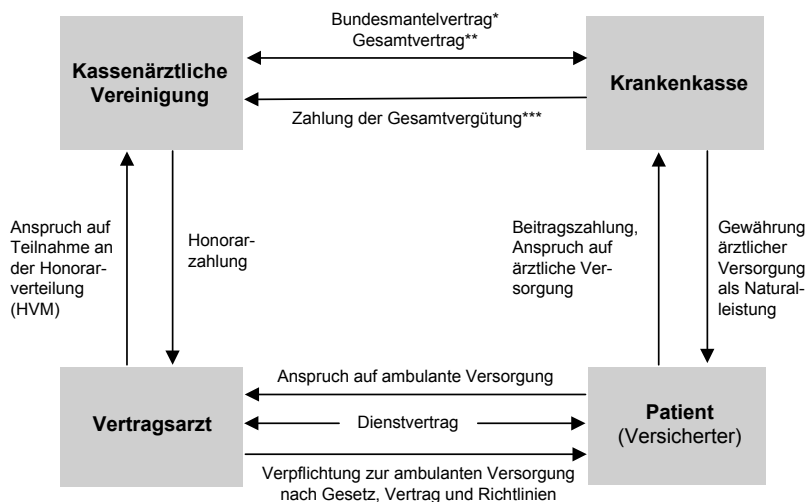 Bundesmantelvertrag*
Gesamtvertrag**
Kassenärztliche
Vereinigung
Krankenkasse
Zahlung der Gesamtvergütung***
Anspruch auf
Teilnahme an
der Honorar-
verteilung
(HVM)
Honorar-
zahlung
Beitragszahlung,
Anspruch auf
ärztliche Ver-
sorgung
Gewährung
ärztlicher
Versorgung
als Natural-
leistung
Anspruch auf ambulante Versorgung
Vertragsarzt
Dienstvertrag
Patient
(Versicherter)
Verpflichtung zur ambulanten Versorgung
nach Gesetz, Vertrag und Richtlinien